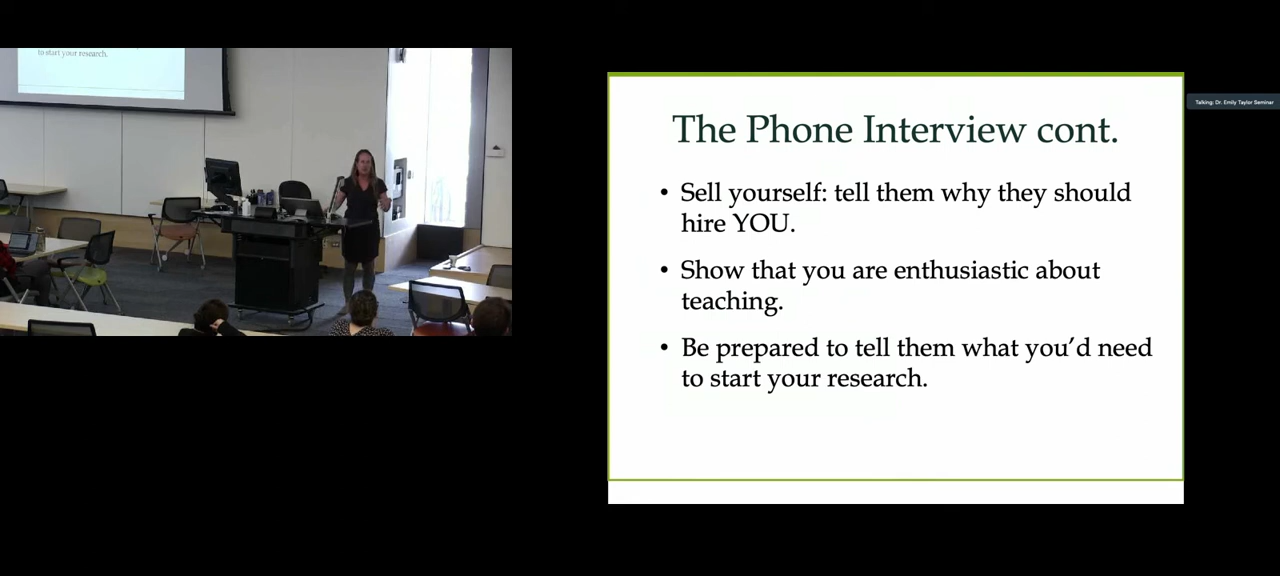 to start your research.
The Phone Interview cont.
• Sell yourself: tell them why they should
hire YOU.
• Show that you are enthusiastic about
teaching.
• Be prepared to tell them what you’d need
to start your research.
Talking: Dr. Emily Taylor Seminar